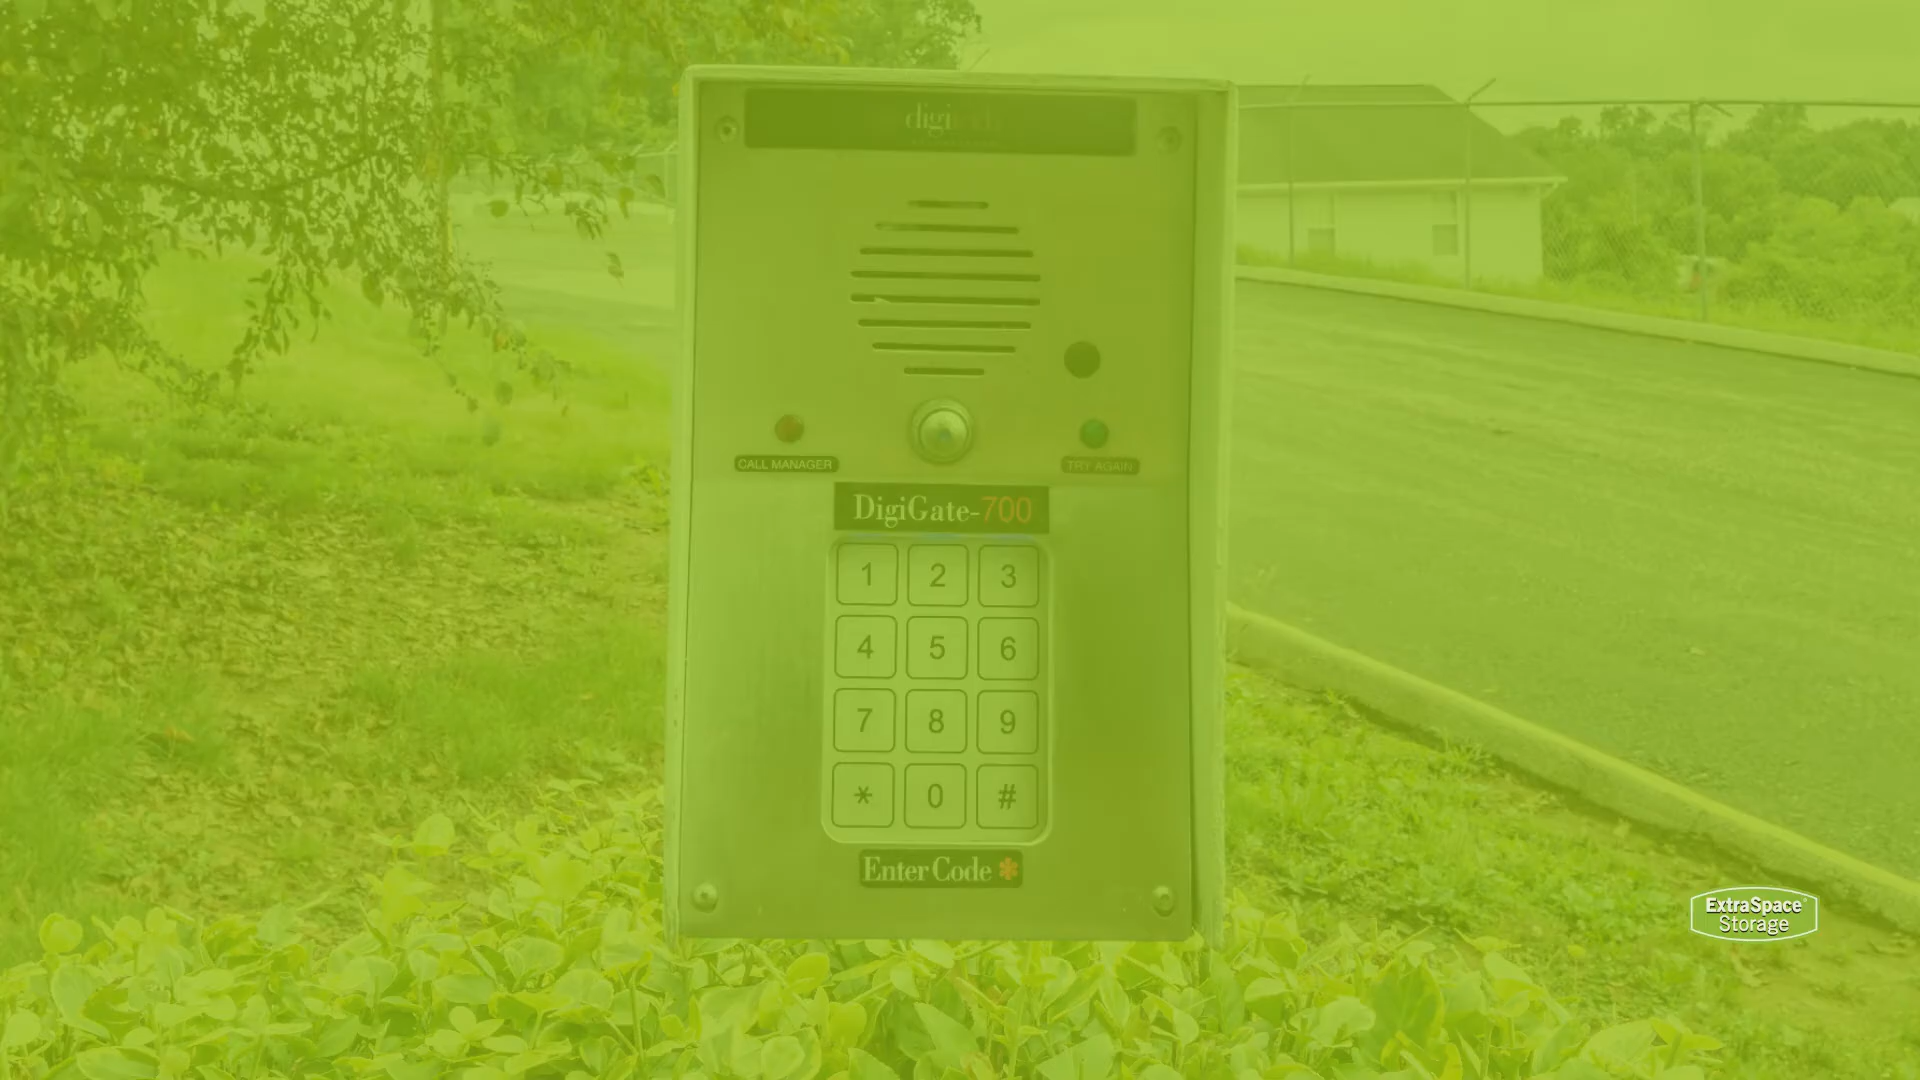 CALL MANAGER
TRY AGAIN
DigiGate-700
1 2 3
4 5 6
7 8 9
* 0 #
Enter Code *
ExtraSpace
Storage